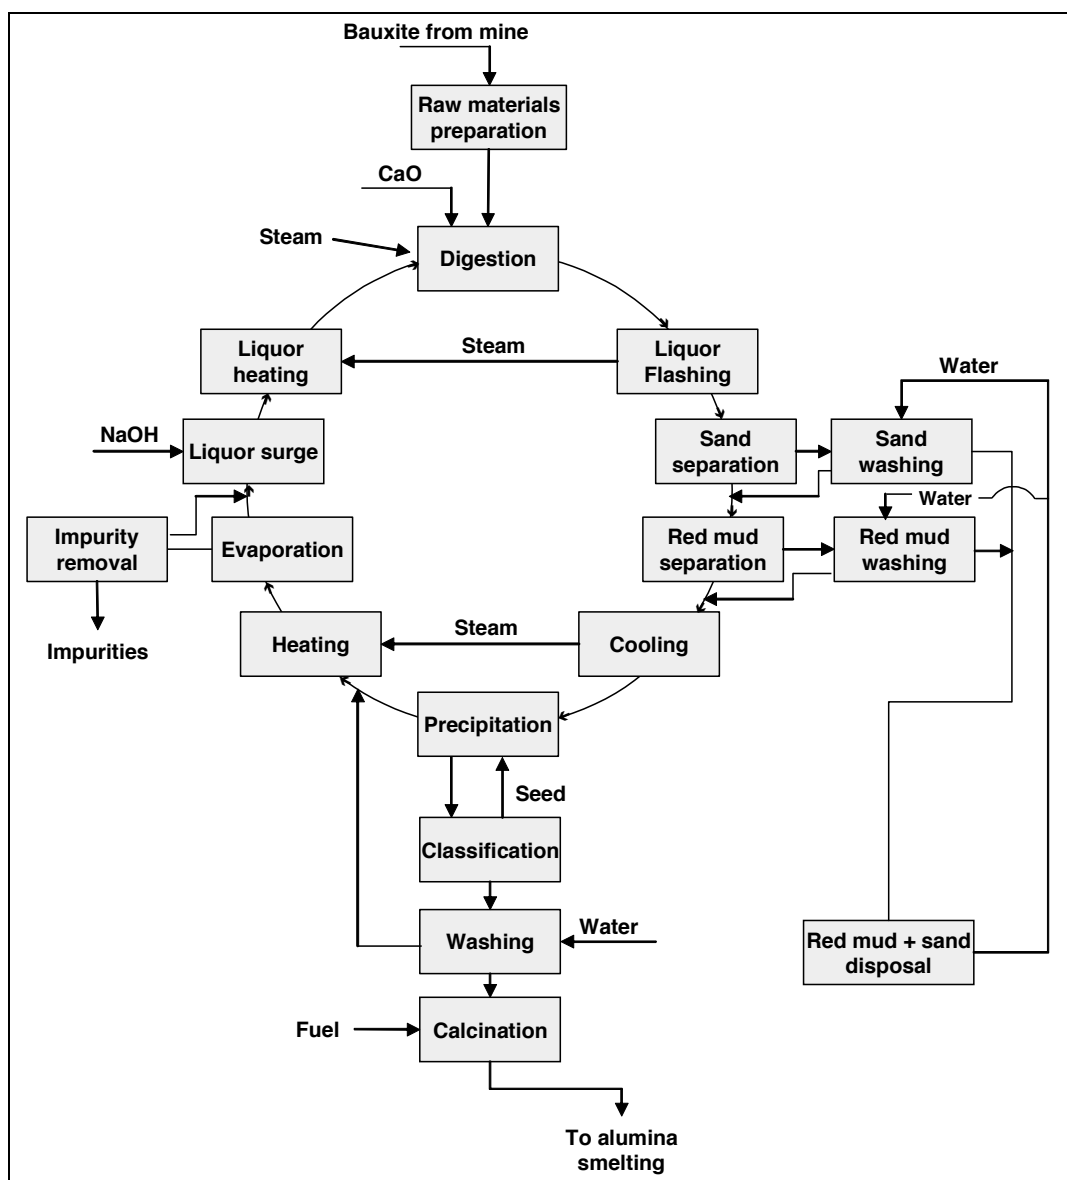 Bauxite from mine
Raw materials
preparation
CaO
Steam
Digestion
Liquor
heating
Steam
Liquor
Flashing
Water
NaOH
Liquor surge
Sand
separation
Sand
washing
Water
Impurity
removal
Evaporation
Red mud
separation
Red mud
washing
Impurities
Heating
Steam
Cooling
Precipitation
Seed
Classification
Washing
Water
Red mud + sand
disposal
Fuel
Calcination
To alumina
smelting